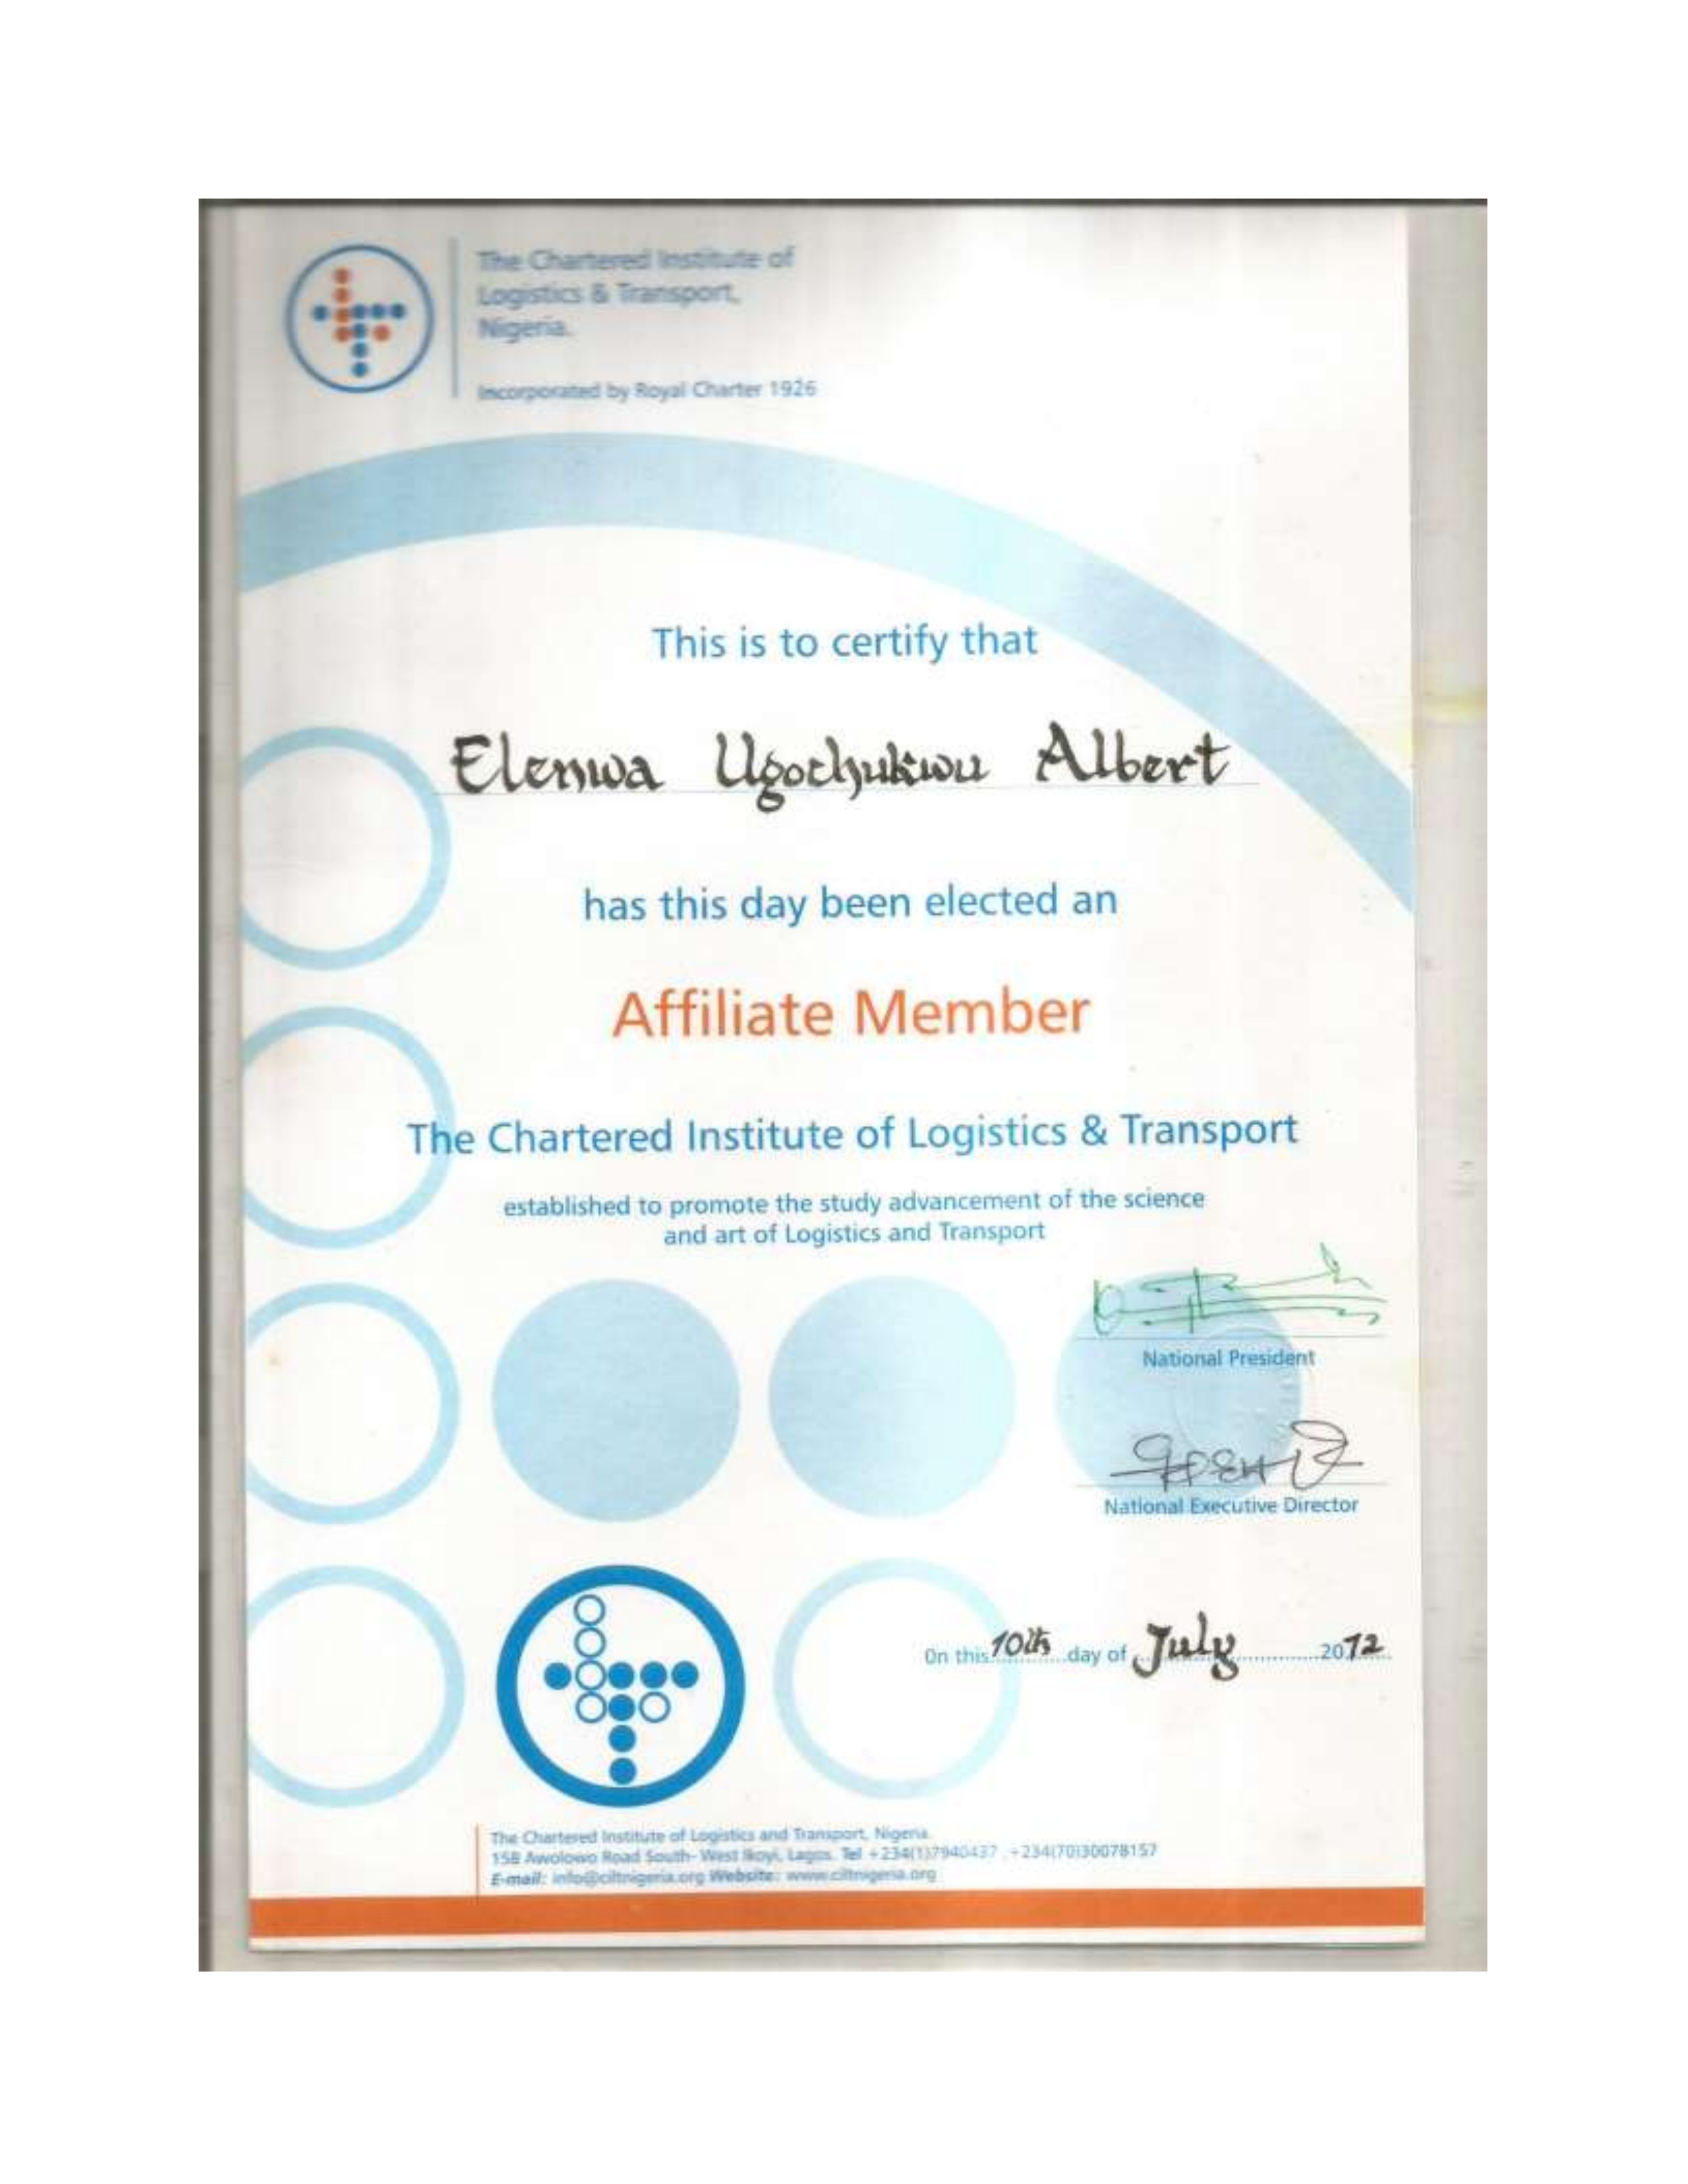 The Chartered Institute of
Logistics & Transport,
Nigeria.
Incorporated by Royal Charter 1926
This is to certify that
Elenwa Ugochukwu Albert
has this day been elected an
Affiliate Member
The Chartered Institute of Logistics & Transport
established to promote the study advancement of the science
and art of Logistics and Transport
National President
National Executive Director
On this 10th day of July 2012
The Chartered Institute of Logistics and Transport, Nigeria.
158 Awolowo Road South-West Ikoyi, Lagos. Tel +234(1)7940437, +234(70)30078157
E-mail: info@ciltnigeria.org Website: www.ciltnigeria.org